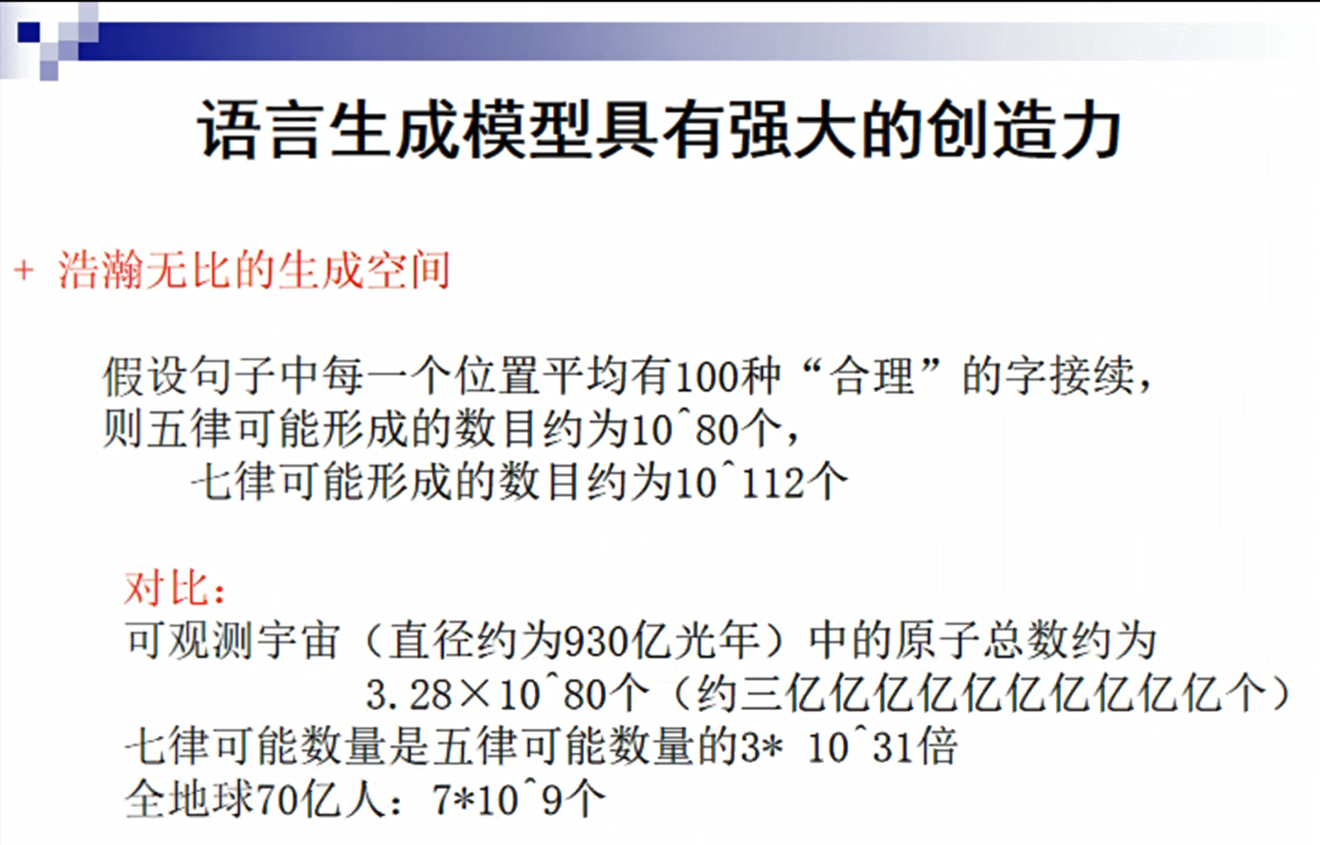 语言生成模型具有强大的创造力
+ 浩瀚无比的生成空间
假设句子中每一个位置平均有100种“合理”的字接续，
则五律可能形成的数目约为10^80个，
七律可能形成的数目约为10^112个
对比：
可观测宇宙（直径约为930亿光年）中的原子总数约为
3.28×10^80个（约三亿亿亿亿亿亿亿亿亿亿个）
七律可能数量是五律可能数量的3* 10^31倍
全地球70亿人：7*10^9个